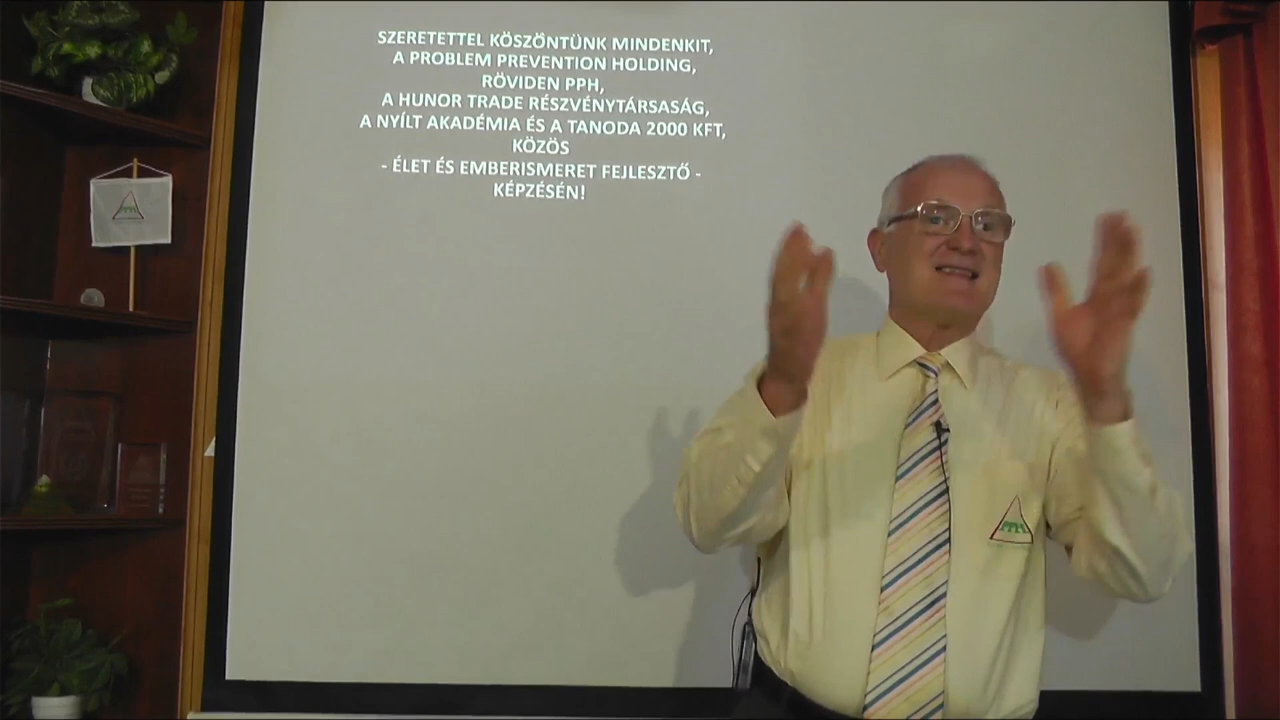 SZERETETTEL KÖSZÖNTÜNK MINDENKIT,
A PROBLEM PREVENTION HOLDING,
RÖVIDEN PPH,
A HUNOR TRADE RÉSZVÉNYTÁRSASÁG,
A NYÍLT AKADÉMIA ÉS A TANODA 2000 KFT,
KÖZÖS
- ÉLET ÉS EMBERISMERET FEJLESZTŐ -
KÉPZÉSÉN!